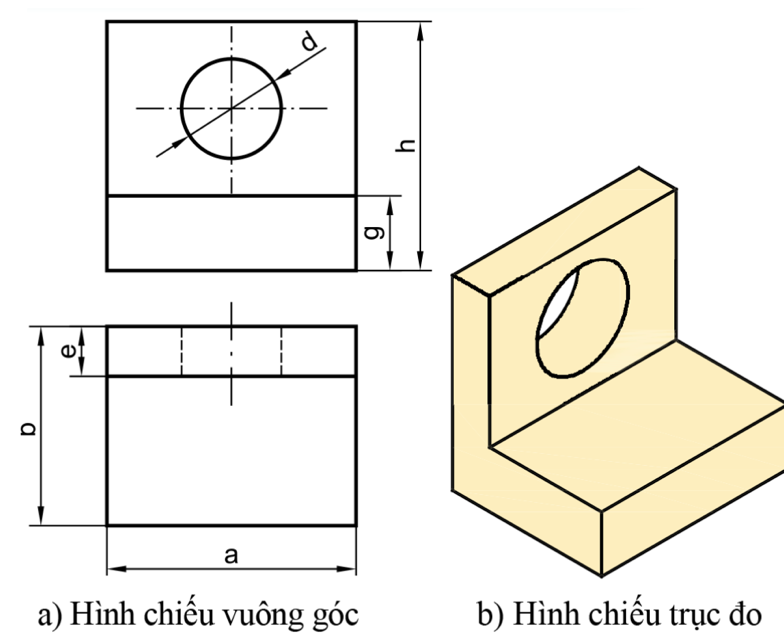 d
h
g
e
b
a
a) Hình chiếu vuông góc
b) Hình chiếu trục đo